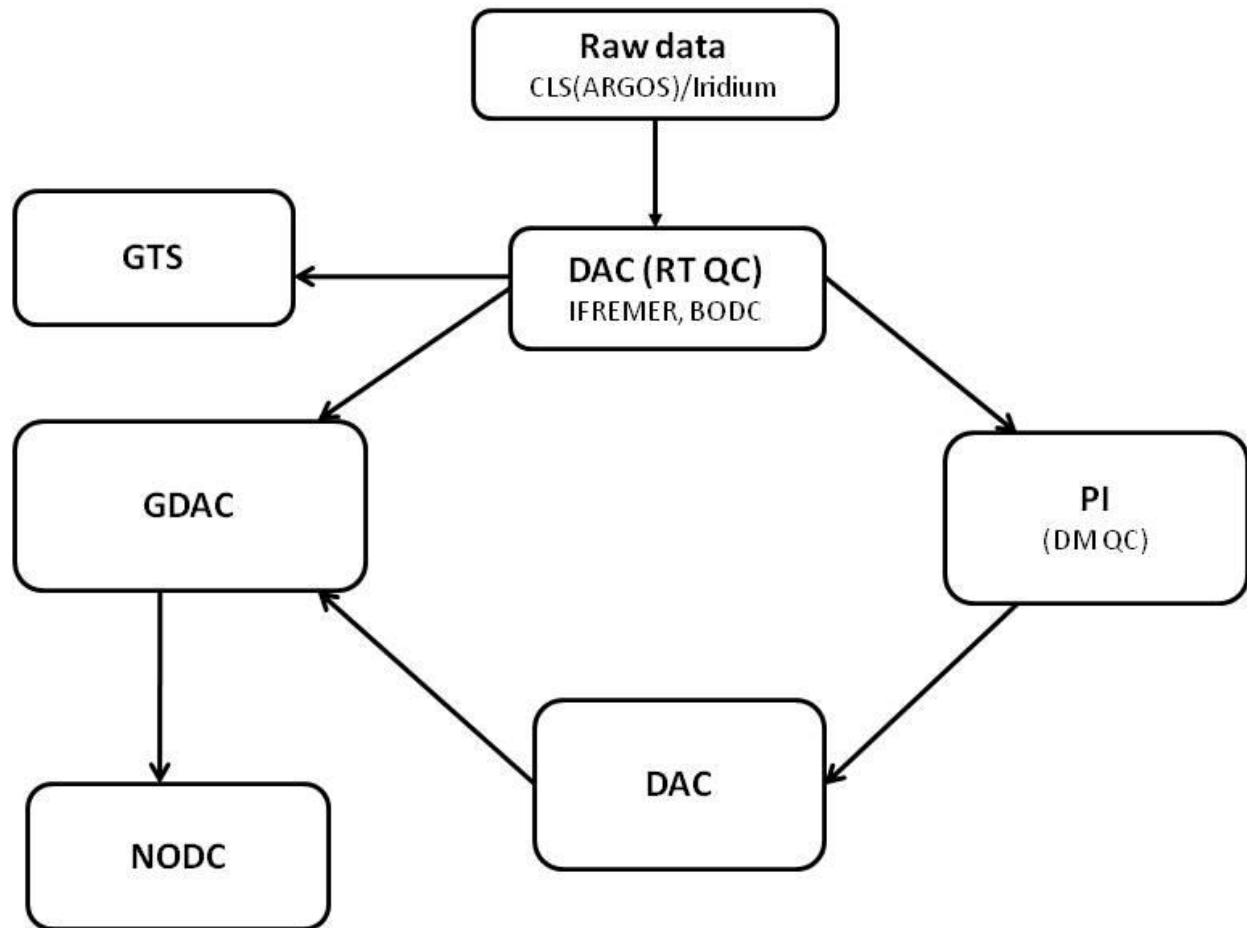 Raw data
CLS(ARGOS)/Iridium
GTS
DAC (RT QC)
IFREMER, BODC
GDAC
PI
(DM QC)
DAC
NODC